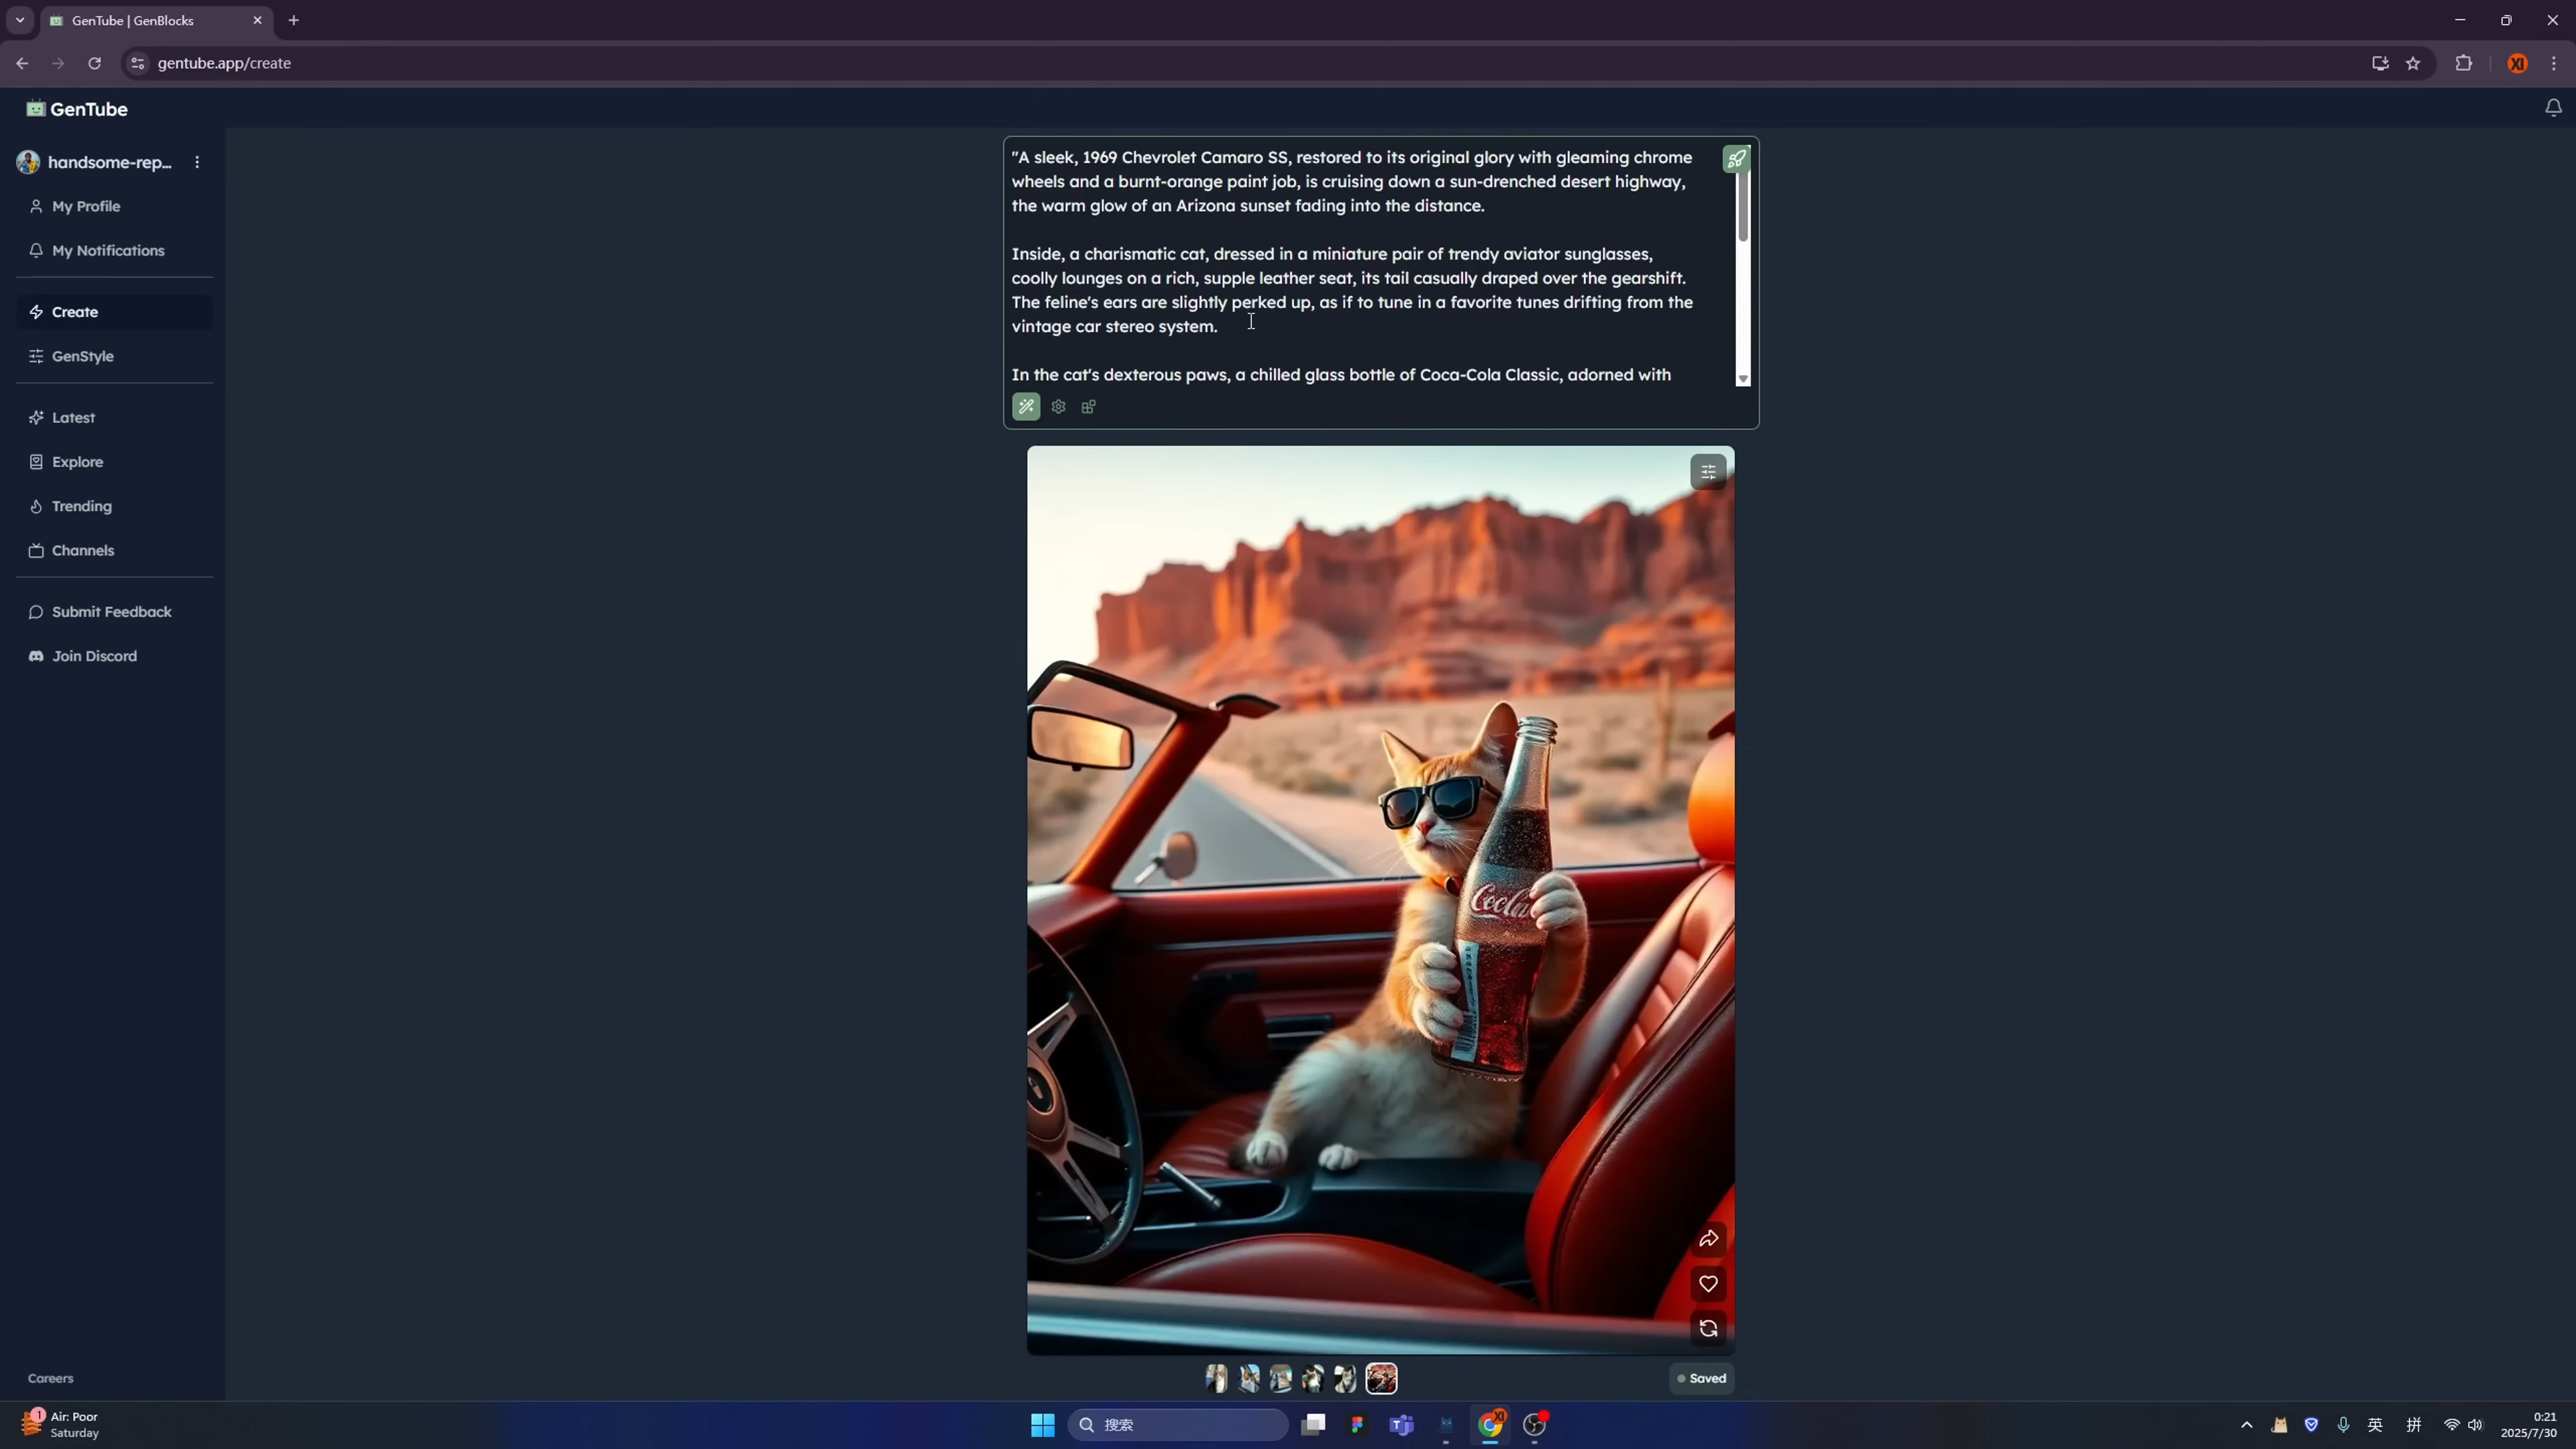 GenTube | GenBlocks
gentube.app/create
XI
GenTube
handsome-rep...
My Profile
My Notifications
Create
GenStyle
Latest
Explore
Trending
Channels
Submit Feedback
Join Discord
Careers
"A sleek, 1969 Chevrolet Camaro SS, restored to its original glory with gleaming chrome
wheels and a burnt-orange paint job, is cruising down a sun-drenched desert highway,
the warm glow of an Arizona sunset fading into the distance.
Inside, a charismatic cat, dressed in a miniature pair of trendy aviator sunglasses,
coolly lounges on a rich, supple leather seat, its tail casually draped over the gearshift.
The feline's ears are slightly perked up, as if to tune in a favorite tunes drifting from the
vintage car stereo system.
In the cat's dexterous paws, a chilled glass bottle of Coca-Cola Classic, adorned with
Saved
1
Air: Poor
Saturday
搜索
XI
英
拼
0:21
2025/7/30